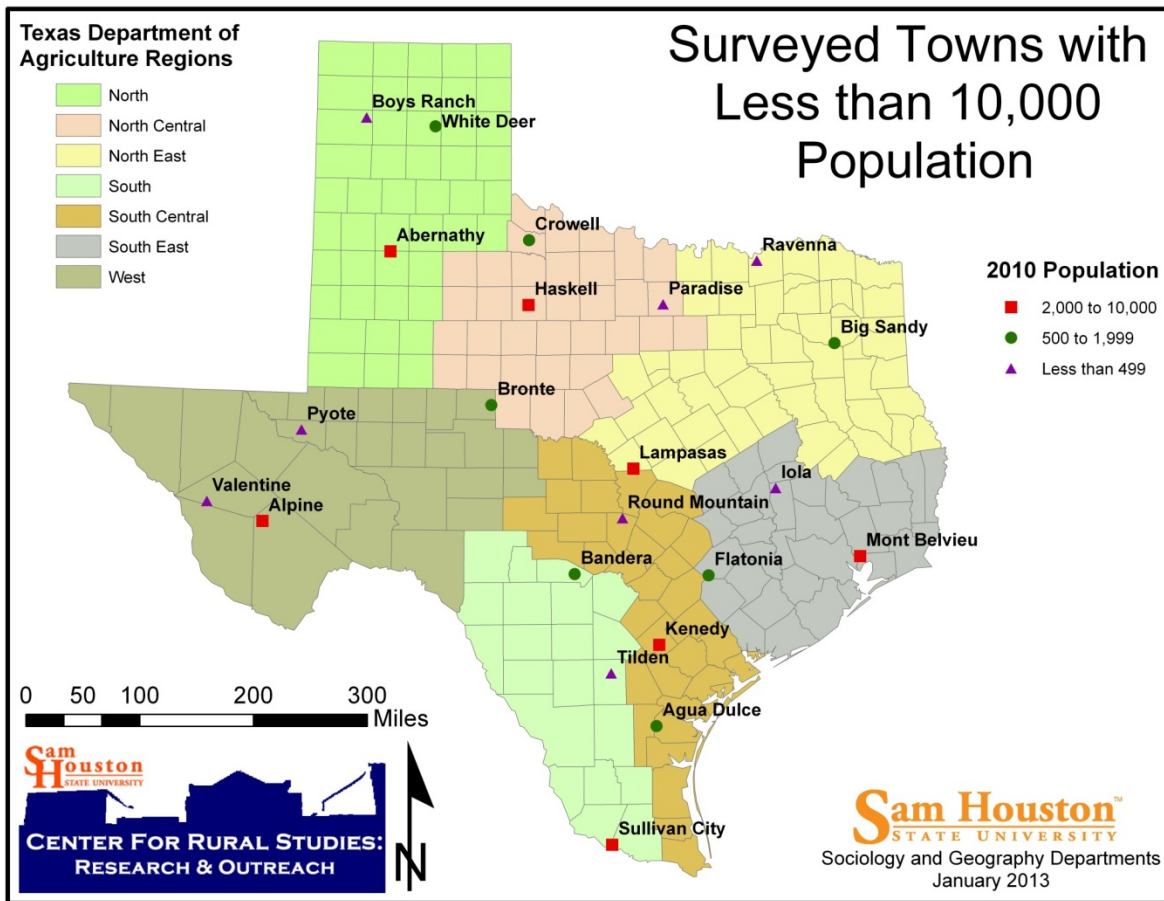 Texas Department of
Agriculture Regions
North
North Central
North East
South
South Central
South East
West
Surveyed Towns with
Less than 10,000
Population
2010 Population
2,000 to 10,000
500 to 1,999
Less than 499
Boys Ranch
White Deer
Abernathy
Crowell
Ravenna
Haskell
Paradise
Big Sandy
Bronte
Pyote
Lampasas
Iola
Valentine
Alpine
Round Mountain
Mont Belvieu
Bandera
Flatonia
Kenedy
Tilden
Agua Dulce
Sullivan City
0 50 100 200 300
Miles
Sam
Houston
STATE UNIVERSITY
CENTER FOR RURAL STUDIES:
RESEARCH & OUTREACH
N
Sam Houston™
STATE UNIVERSITY
Sociology and Geography Departments
January 2013